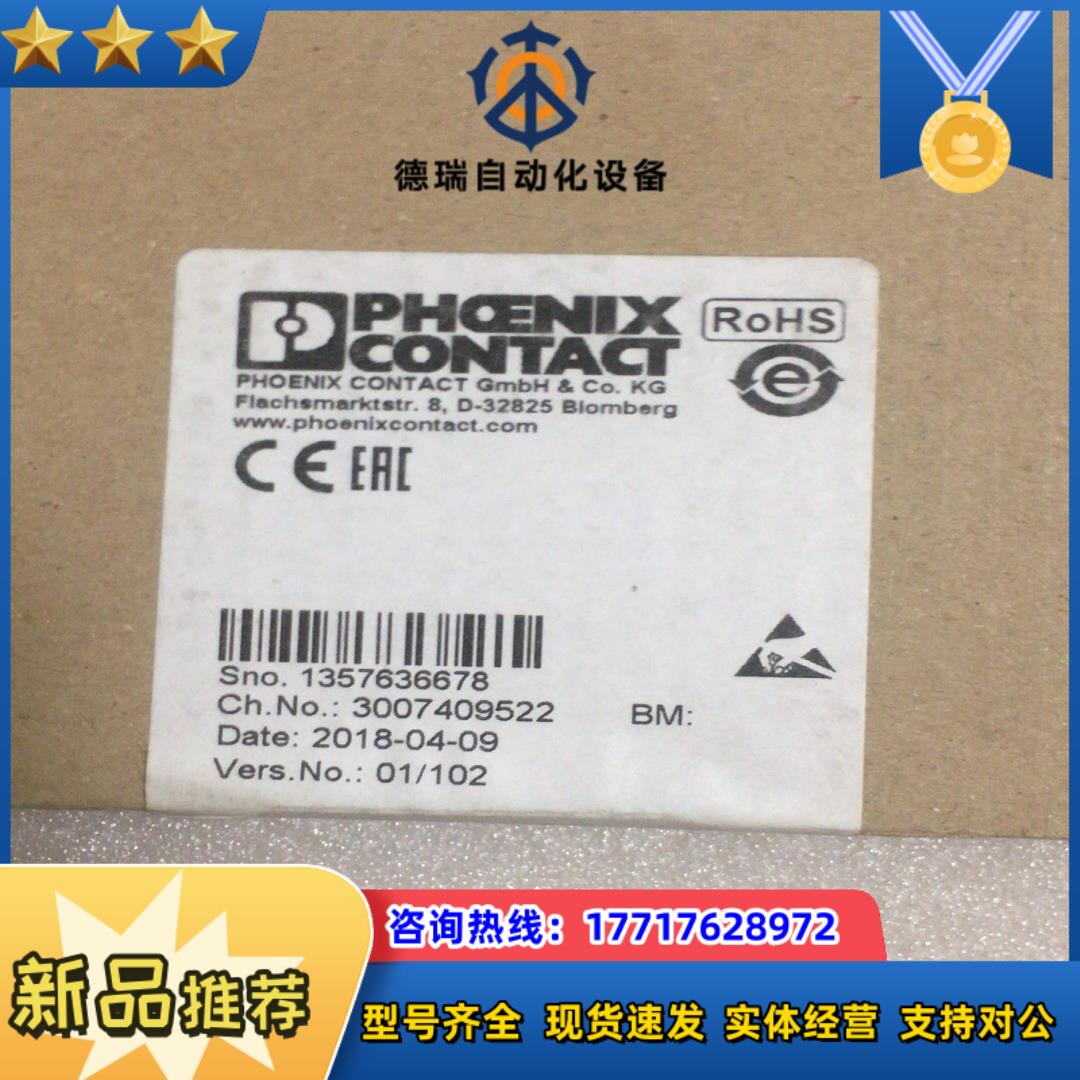 德瑞自动化设备
PHOENIX
CONTACT
RoHS
e
PHOENIX CONTACT GmbH & Co. KG
Flachsmarktstr. 8, D-32825 Blomberg
www.phoenixcontact.com
CE EAC
Sno. 1357636678
Ch.No.: 3007409522 BM:
Date: 2018-04-09
Vers.No.: 01/102
咨询热线：17717628972
新品推荐
型号齐全 现货速发 实体经营 支持对公